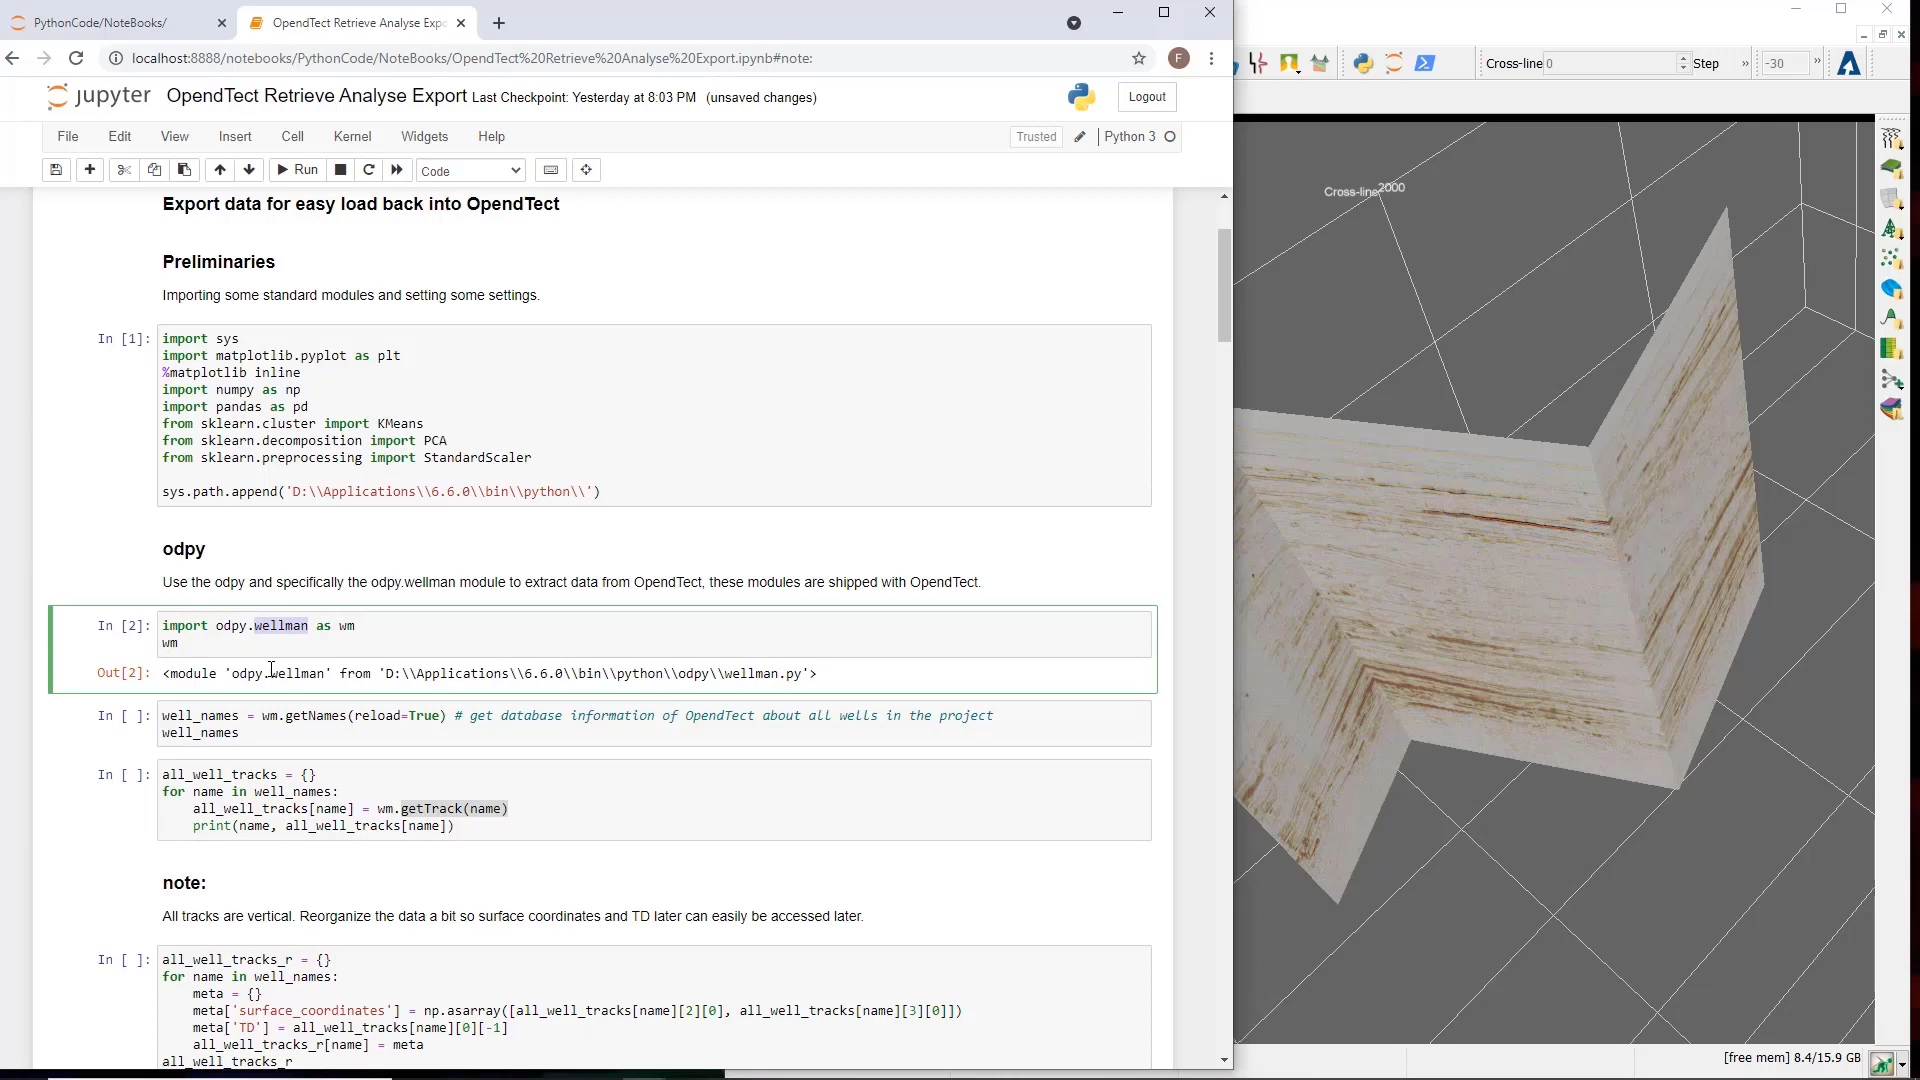 PythonCode/NoteBooks/
OpendTect Retrieve Analyse Expo
localhost:8888/notebooks/PythonCode/NoteBooks/OpendTect%20Retrieve%20Analyse%20Export.ipynb#note:
F
jupyter OpendTect Retrieve Analyse Export Last Checkpoint: Yesterday at 8:03 PM (unsaved changes)
Logout
File Edit View Insert Cell Kernel Widgets Help
Trusted Python 3
Run Code
Export data for easy load back into OpendTect
Preliminaries
Importing some standard modules and setting some settings.
In [1]: import sys
import matplotlib.pyplot as plt
%matplotlib inline
import numpy as np
import pandas as pd
from sklearn.cluster import KMeans
from sklearn.decomposition import PCA
from sklearn.preprocessing import StandardScaler
sys.path.append('D:\\Applications\\6.6.0\\bin\\python\\')
odpy
Use the odpy and specifically the odpy.wellman module to extract data from OpendTect, these modules are shipped with OpendTect.
In [2]: import odpy.wellman as wm
wm
Out[2]: <module 'odpy.wellman' from 'D:\\Applications\\6.6.0\\bin\\python\\odpy\\wellman.py'>
In [ ]: well_names = wm.getNames(reload=True) # get database information of OpendTect about all wells in the project
well_names
In [ ]: all_well_tracks = {}
for name in well_names:
all_well_tracks[name] = wm.getTrack(name)
print(name, all_well_tracks[name])
note:
All tracks are vertical. Reorganize the data a bit so surface coordinates and TD later can easily be accessed later.
In [ ]: all_well_tracks_r = {}
for name in well_names:
meta = {}
meta['surface_coordinates'] = np.asarray([all_well_tracks[name][2][0], all_well_tracks[name][3][0]])
meta['TD'] = all_well_tracks[name][0][-1]
all_well_tracks_r[name] = meta
all_well_tracks_r
Cross-line 0 Step » -30 »
Cross-line 2000
[free mem] 8.4/15.9 GB